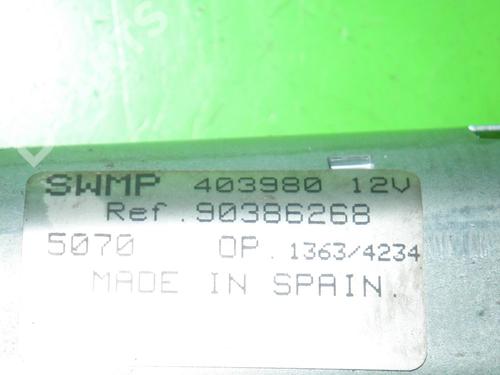 SWMP 403980 12V
Ref.90386268
5070 OP. 1363/4234
MADE IN SPAIN.